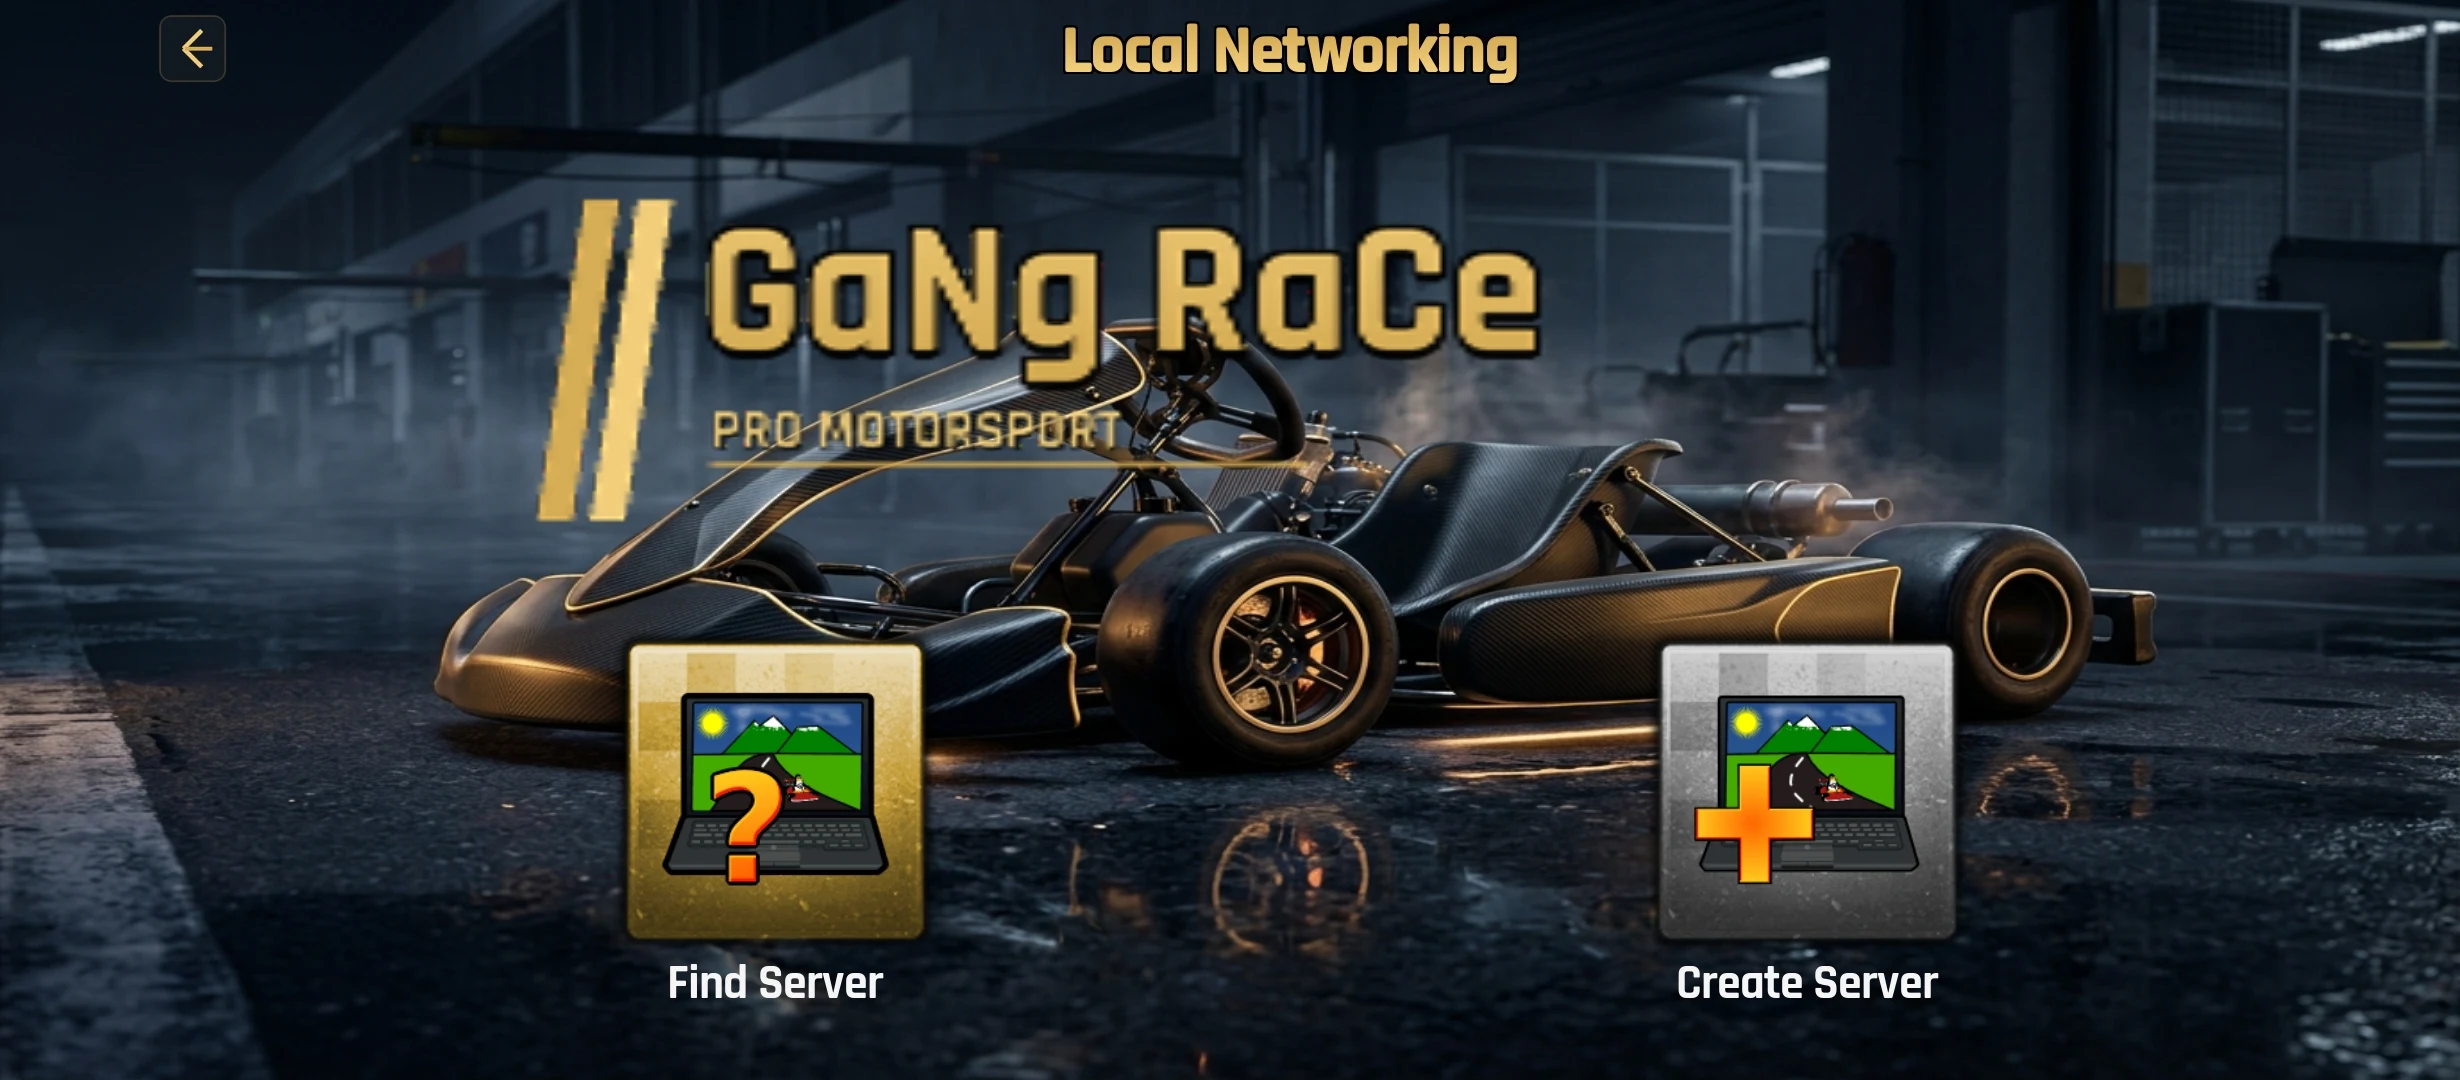 Local Networking
GaNg RaCe
PRO MOTORSPORT
Find Server
Create Server